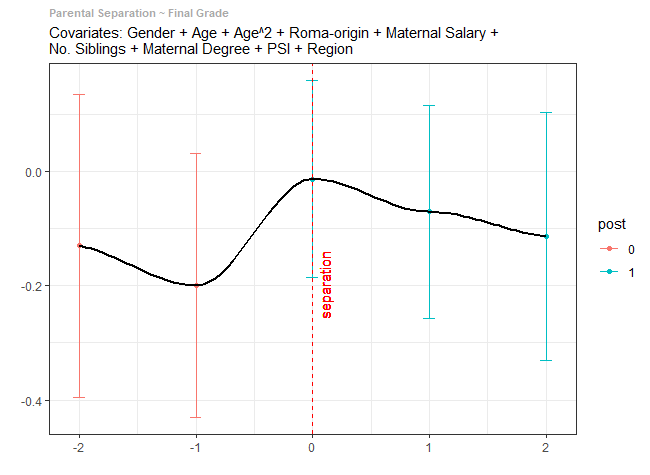 Parental Separation ~ Final Grade
Covariates: Gender + Age + Age^2 + Roma-origin + Maternal Salary +
No. Siblings + Maternal Degree + PSI + Region
0.0
-0.2
-0.4
separation
-2
-1
0
1
2
post
0
1